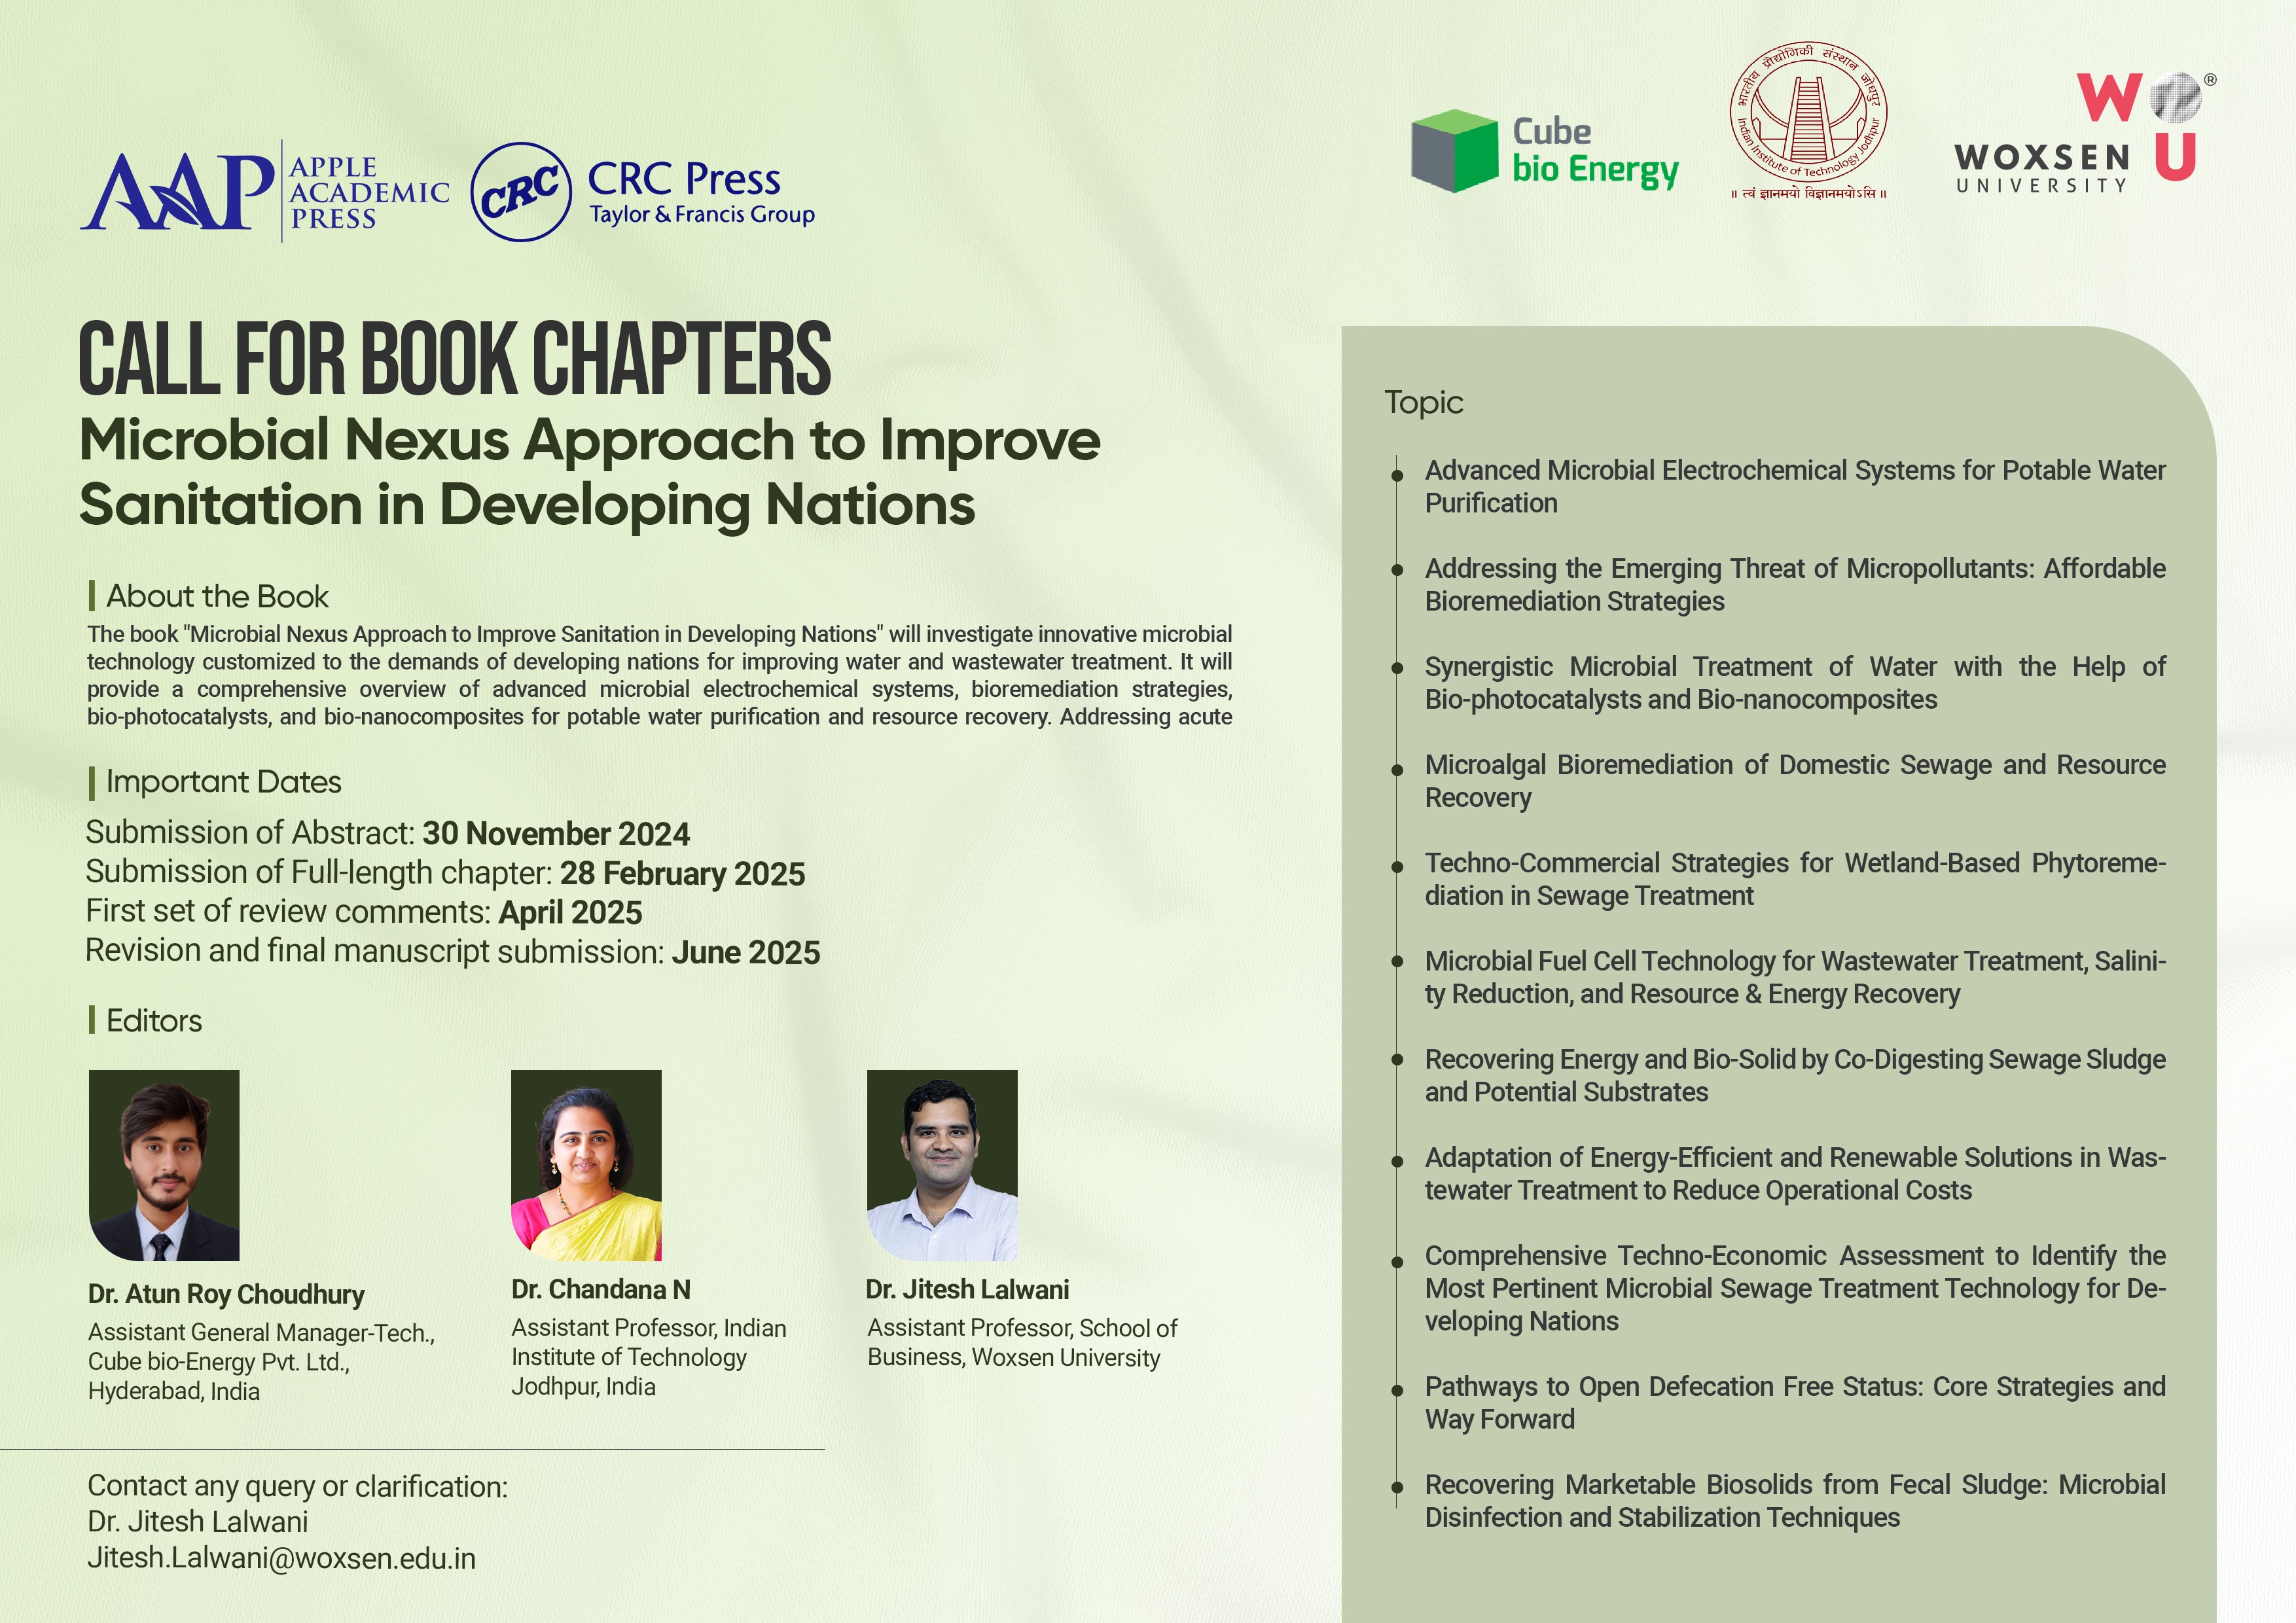 AAP
APPLE
ACADEMIC
PRESS
CRC
CRC Press
Taylor & Francis Group
Cube
bio Energy
भारतीय प्रौद्योगिकी संस्थान जोधपुर
Indian Institute of Technology Jodhpur
॥ त्वं ज्ञानमयो विज्ञानमयोऽसि ॥
W ®
U
WOXSEN
UNIVERSITY
CALL FOR BOOK CHAPTERS
Microbial Nexus Approach to Improve
Sanitation in Developing Nations
About the Book
The book "Microbial Nexus Approach to Improve Sanitation in Developing Nations" will investigate innovative microbial
technology customized to the demands of developing nations for improving water and wastewater treatment. It will
provide a comprehensive overview of advanced microbial electrochemical systems, bioremediation strategies,
bio-photocatalysts, and bio-nanocomposites for potable water purification and resource recovery. Addressing acute
Important Dates
Submission of Abstract: 30 November 2024
Submission of Full-length chapter: 28 February 2025
First set of review comments: April 2025
Revision and final manuscript submission: June 2025
Editors
Dr. Atun Roy Choudhury
Assistant General Manager-Tech.,
Cube bio-Energy Pvt. Ltd.,
Hyderabad, India
Dr. Chandana N
Assistant Professor, Indian
Institute of Technology
Jodhpur, India
Dr. Jitesh Lalwani
Assistant Professor, School of
Business, Woxsen University
Contact any query or clarification:
Dr. Jitesh Lalwani
Jitesh.Lalwani@woxsen.edu.in
Topic
Advanced Microbial Electrochemical Systems for Potable Water
Purification
Addressing the Emerging Threat of Micropollutants: Affordable
Bioremediation Strategies
Synergistic Microbial Treatment of Water with the Help of
Bio-photocatalysts and Bio-nanocomposites
Microalgal Bioremediation of Domestic Sewage and Resource
Recovery
Techno-Commercial Strategies for Wetland-Based Phytoreme-
diation in Sewage Treatment
Microbial Fuel Cell Technology for Wastewater Treatment, Salini-
ty Reduction, and Resource & Energy Recovery
Recovering Energy and Bio-Solid by Co-Digesting Sewage Sludge
and Potential Substrates
Adaptation of Energy-Efficient and Renewable Solutions in Was-
tewater Treatment to Reduce Operational Costs
Comprehensive Techno-Economic Assessment to Identify the
Most Pertinent Microbial Sewage Treatment Technology for De-
veloping Nations
Pathways to Open Defecation Free Status: Core Strategies and
Way Forward
Recovering Marketable Biosolids from Fecal Sludge: Microbial
Disinfection and Stabilization Techniques